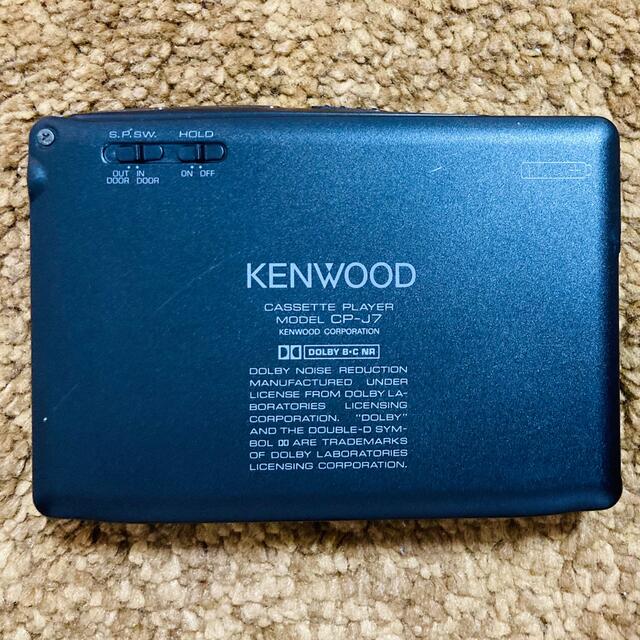 S.P. SW. HOLD
OUT IN ON OFF
DOOR DOOR
KENWOOD
CASSETTE PLAYER
MODEL CP-J7
KENWOOD CORPORATION
DOLBY B·C NR
DOLBY NOISE REDUCTION
MANUFACTURED UNDER
LICENSE FROM DOLBY LA-
BORATORIES LICENSING
CORPORATION. "DOLBY"
AND THE DOUBLE-D SYM-
BOL DD ARE TRADEMARKS
OF DOLBY LABORATORIES
LICENSING CORPORATION.